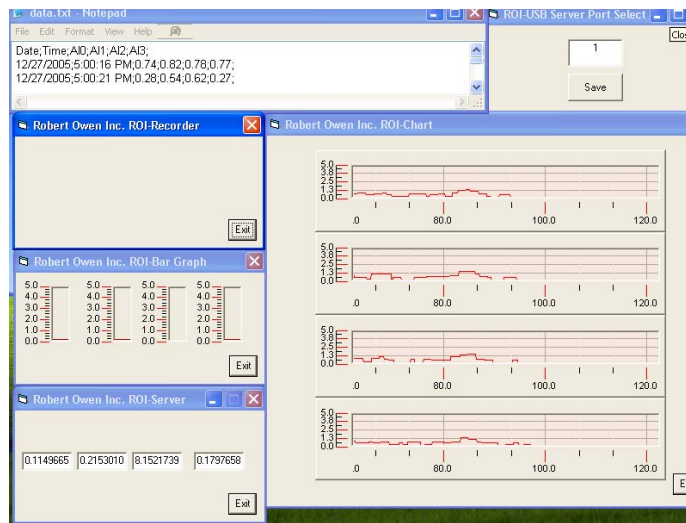 data.txt - Notepad
File Edit Format View Help
Date;Time;AI0;AI1;AI2;AI3;
12/27/2005;5:00:16 PM;0.74;0.82;0.78;0.77;
12/27/2005;5:00:21 PM;0.28;0.54;0.62;0.27;
ROI-USB Server Port Select
Clos
1
Save
Robert Owen Inc. ROI-Recorder
Exit
Robert Owen Inc. ROI-Bar Graph
5.0 5.0 5.0 5.0
4.0 4.0 4.0 4.0
3.0 3.0 3.0 3.0
2.0 2.0 2.0 2.0
1.0 1.0 1.0 1.0
0.0 0.0 0.0 0.0
Exit
Robert Owen Inc. ROI-Server
0.1149665 0.2153010 8.1521739 0.1797658
Exit
Robert Owen Inc. ROI-Chart
5.0
3.8
2.5
1.3
0.0
.0 80.0 100.0 120.0
5.0
3.8
2.5
1.3
0.0
.0 80.0 100.0 120.0
5.0
3.8
2.5
1.3
0.0
.0 80.0 100.0 120.0
5.0
3.8
2.5
1.3
0.0
.0 80.0 100.0 120.0
E